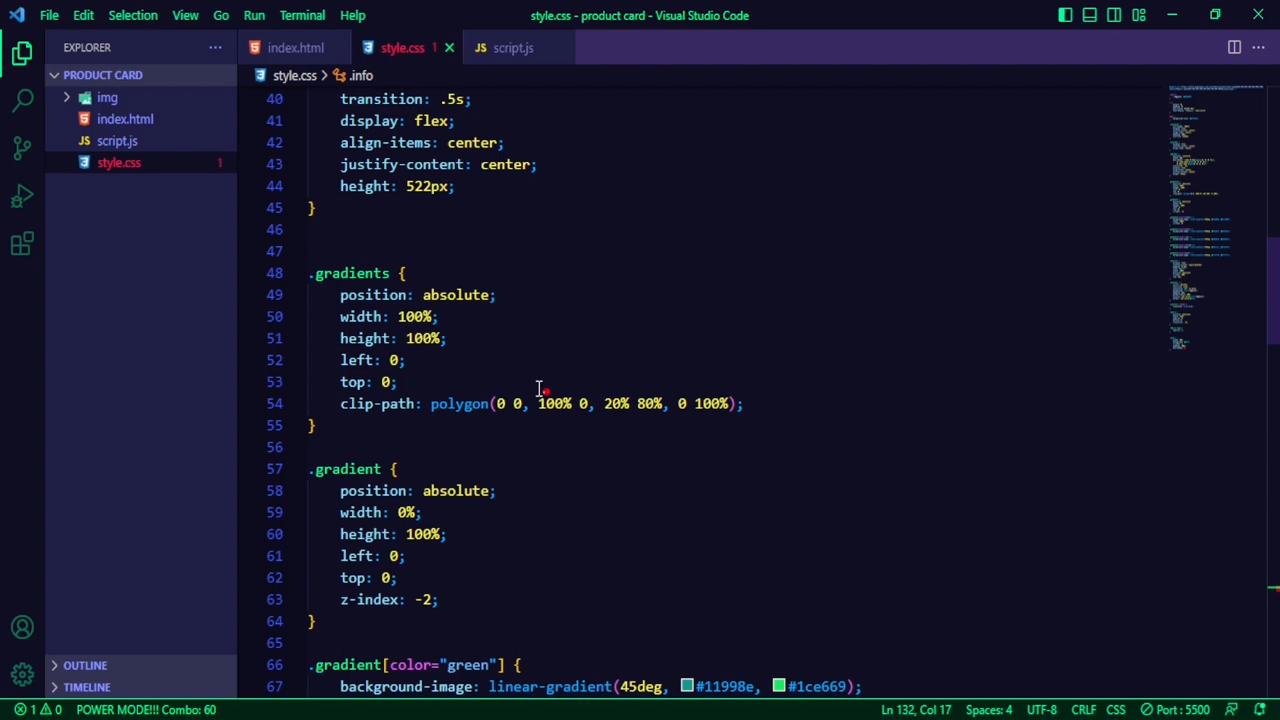 File Edit Selection View Go Run Terminal Help style.css - product card - Visual Studio Code
EXPLORER
PRODUCT CARD
img
index.html
script.js
style.css 1
OUTLINE
TIMELINE
index.html style.css 1 script.js
style.css > .info
40 transition: .5s;
41 display: flex;
42 align-items: center;
43 justify-content: center;
44 height: 522px;
45 }
46
47
48 .gradients {
49 position: absolute;
50 width: 100%;
51 height: 100%;
52 left: 0;
53 top: 0;
54 clip-path: polygon(0 0, 100% 0, 20% 80%, 0 100%);
55 }
56
57 .gradient {
58 position: absolute;
59 width: 0%;
60 height: 100%;
61 left: 0;
62 top: 0;
63 z-index: -2;
64 }
65
66 .gradient[color="green"] {
67 background-image: linear-gradient(45deg, #11998e, #1ce669);
1 0 POWER MODE!!! Combo: 60 Ln 132, Col 17 Spaces: 4 UTF-8 CRLF CSS Port : 5500